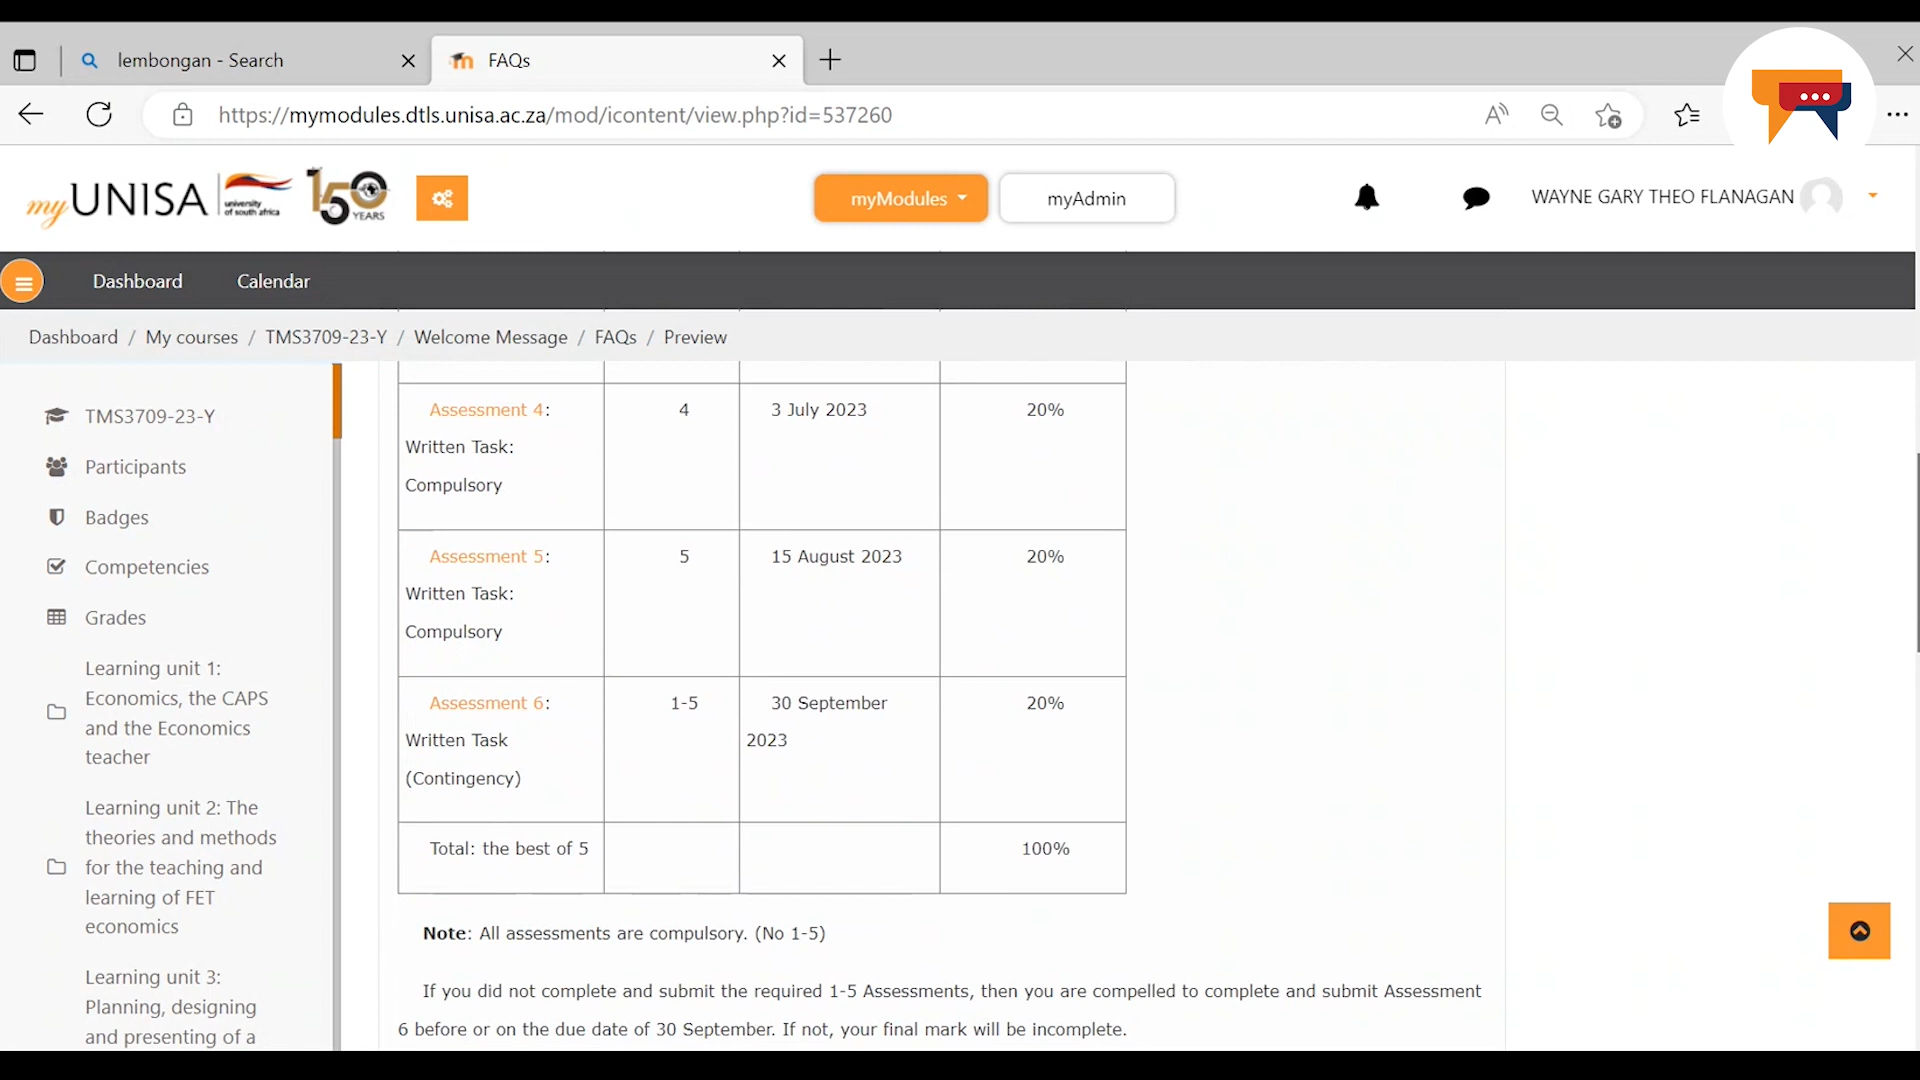 lembongan - Search
FAQs
https://mymodules.dtls.unisa.ac.za/mod/icontent/view.php?id=537260
myUNISA university of south africa 150 YEARS
myModules
myAdmin
WAYNE GARY THEO FLANAGAN
Dashboard
Calendar
Dashboard / My courses / TMS3709-23-Y / Welcome Message / FAQs / Preview
TMS3709-23-Y
Participants
Badges
Competencies
Grades
Learning unit 1:
Economics, the CAPS
and the Economics
teacher
Learning unit 2: The
theories and methods
for the teaching and
learning of FET
economics
Learning unit 3:
Planning, designing
and presenting of a
Assessment 4: 4 3 July 2023 20%
Written Task:
Compulsory
Assessment 5: 5 15 August 2023 20%
Written Task:
Compulsory
Assessment 6: 1-5 30 September 20%
Written Task 2023
(Contingency)
Total: the best of 5 100%
Note: All assessments are compulsory. (No 1-5)
If you did not complete and submit the required 1-5 Assessments, then you are compelled to complete and submit Assessment
6 before or on the due date of 30 September. If not, your final mark will be incomplete.